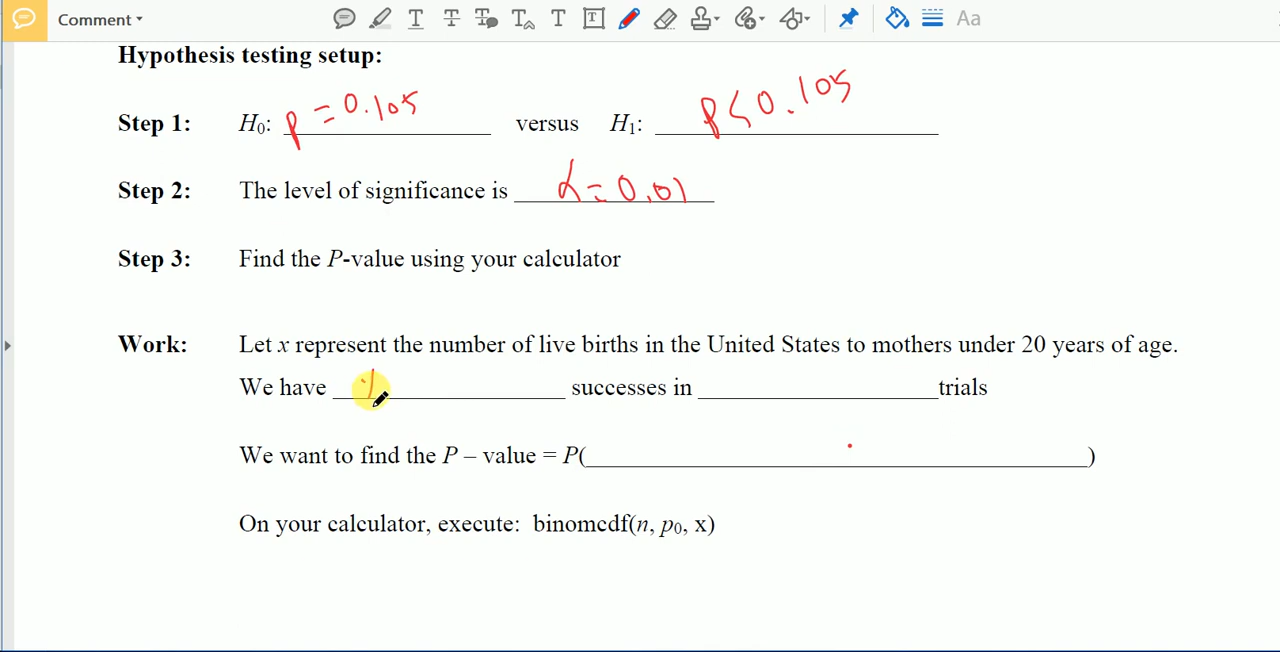 Comment
Hypothesis testing setup:
Step 1: H0: p = 0.105 versus H1: p < 0.105
Step 2: The level of significance is α = 0.01
Step 3: Find the P-value using your calculator
Work: Let x represent the number of live births in the United States to mothers under 20 years of age.
We have ____ successes in ____ trials
We want to find the P – value = P(____)
On your calculator, execute: binomcdf(n, p0, x)